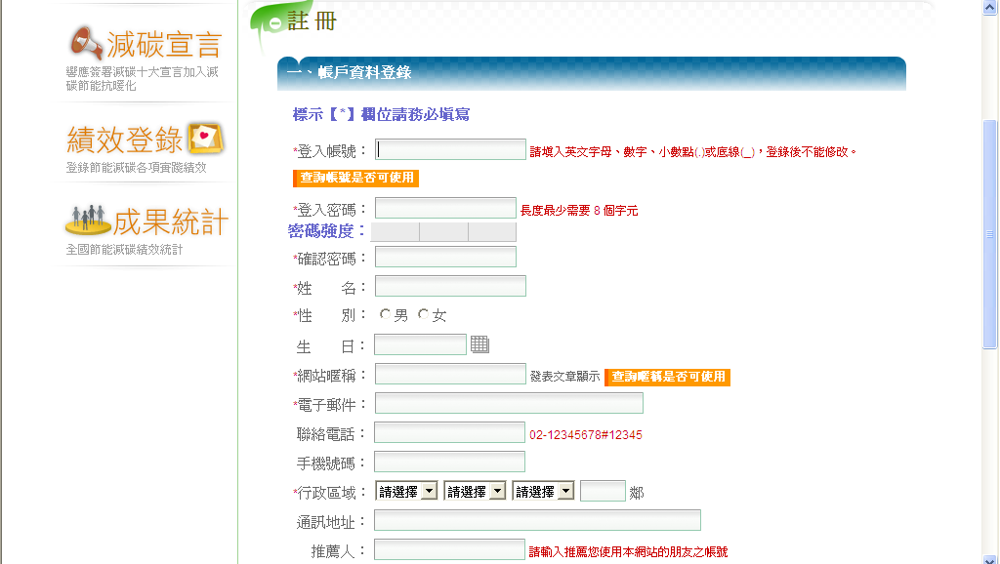 減碳宣言
響應簽署減碳十大宣言加入減
碳節能抗暖化
績效登錄
登錄節能減碳各項實踐績效
成果統計
全國節能減碳績效統計
註冊
一、帳戶資料登錄
標示【*】欄位請務必填寫
*登入帳號： 請填入英文字母、數字、小數點(.)或底線(_)，登錄後不能修改。
查詢帳號是否可使用
*登入密碼： 長度最少需要 8 個字元
密碼強度：
*確認密碼：
*姓 名：
*性 別： 男 女
生 日：
*網站暱稱： 發表文章顯示 查詢暱稱是否可使用
*電子郵件：
聯絡電話： 02-12345678#12345
手機號碼：
*行政區域： 請選擇 請選擇 請選擇 鄰
通訊地址：
推薦人： 請輸入推薦您使用本網站的朋友之帳號